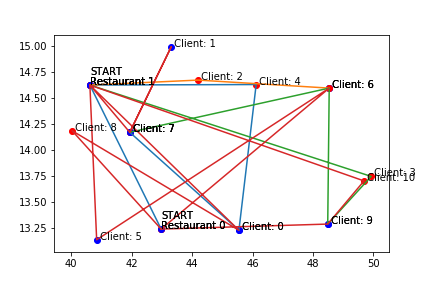 15.00
14.75
14.50
14.25
14.00
13.75
13.50
13.25
40
42
44
46
48
50
Client: 1
START
Restaurant 1
Client: 2
Client: 4
Client: 6
Client: 8
Client: 7
Client: 3
Client: 10
START
Restaurant 0
Client: 0
Client: 9
Client: 5